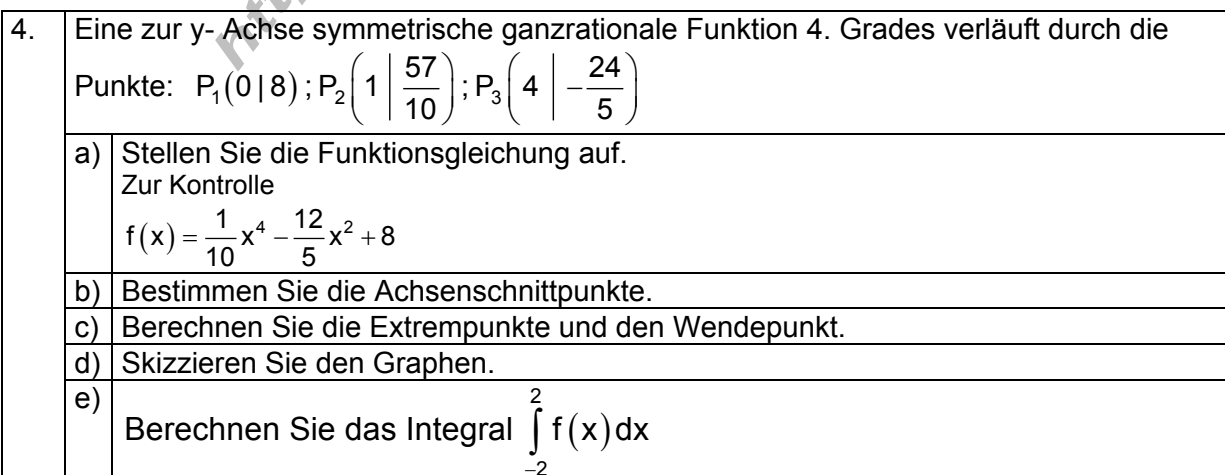 4. Eine zur y- Achse symmetrische ganzrationale Funktion 4. Grades verläuft durch die
Punkte: P₁(0 | 8) ; P₂(1 | 57/10) ; P₃(4 | −24/5)
a) Stellen Sie die Funktionsgleichung auf.
Zur Kontrolle
f(x) = 1/10 x⁴ − 12/5 x² + 8
b) Bestimmen Sie die Achsenschnittpunkte.
c) Berechnen Sie die Extrempunkte und den Wendepunkt.
d) Skizzieren Sie den Graphen.
e) Berechnen Sie das Integral ∫₋₂² f(x) dx